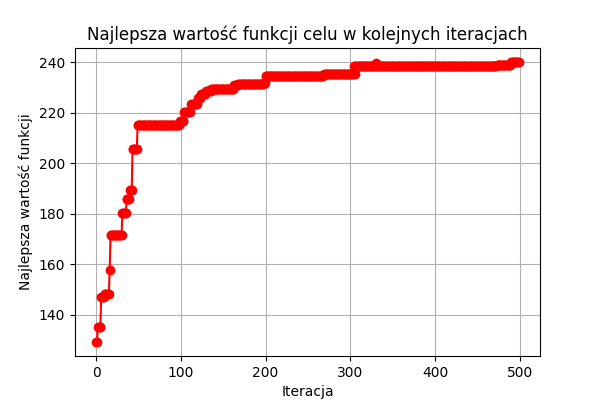 Najlepsza wartość funkcji celu w kolejnych iteracjach
Najlepsza wartość funkcji
240
220
200
180
160
140
0 100 200 300 400 500
Iteracja